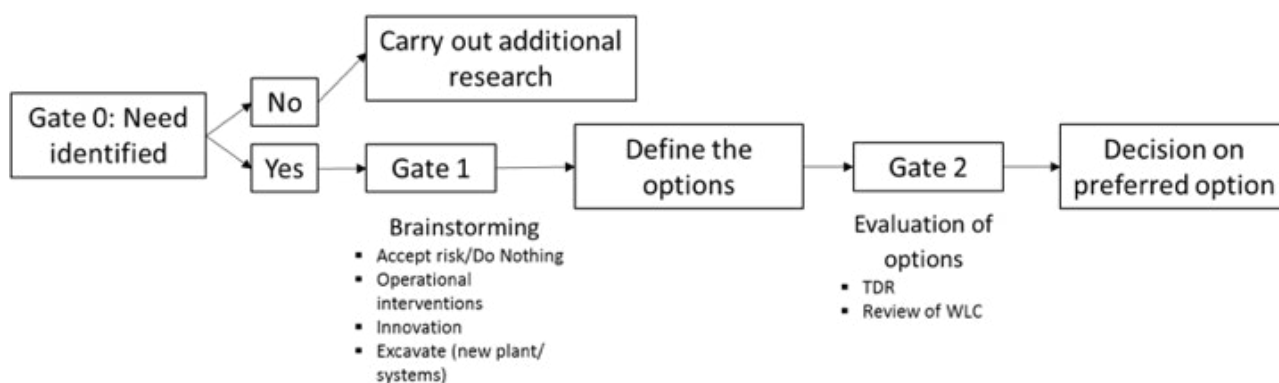 Carry out additional
research
No
Gate 0: Need
identified
Yes
Gate 1
Define the
options
Gate 2
Decision on
preferred option
Brainstorming
▪ Accept risk/Do Nothing
▪ Operational
interventions
▪ Innovation
▪ Excavate (new plant/
systems)
Evaluation of
options
▪ TDR
▪ Review of WLC